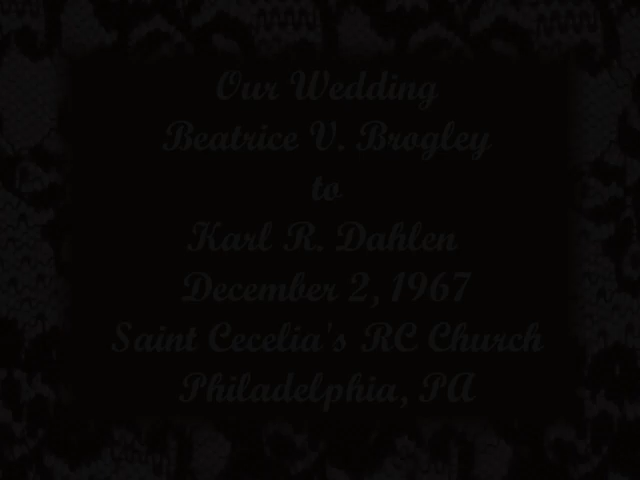 Our Wedding
Beatrice V. Brogley
to
Karl R. Dahlen
December 2, 1967
Saint Cecelia's RC Church
Philadelphia, PA